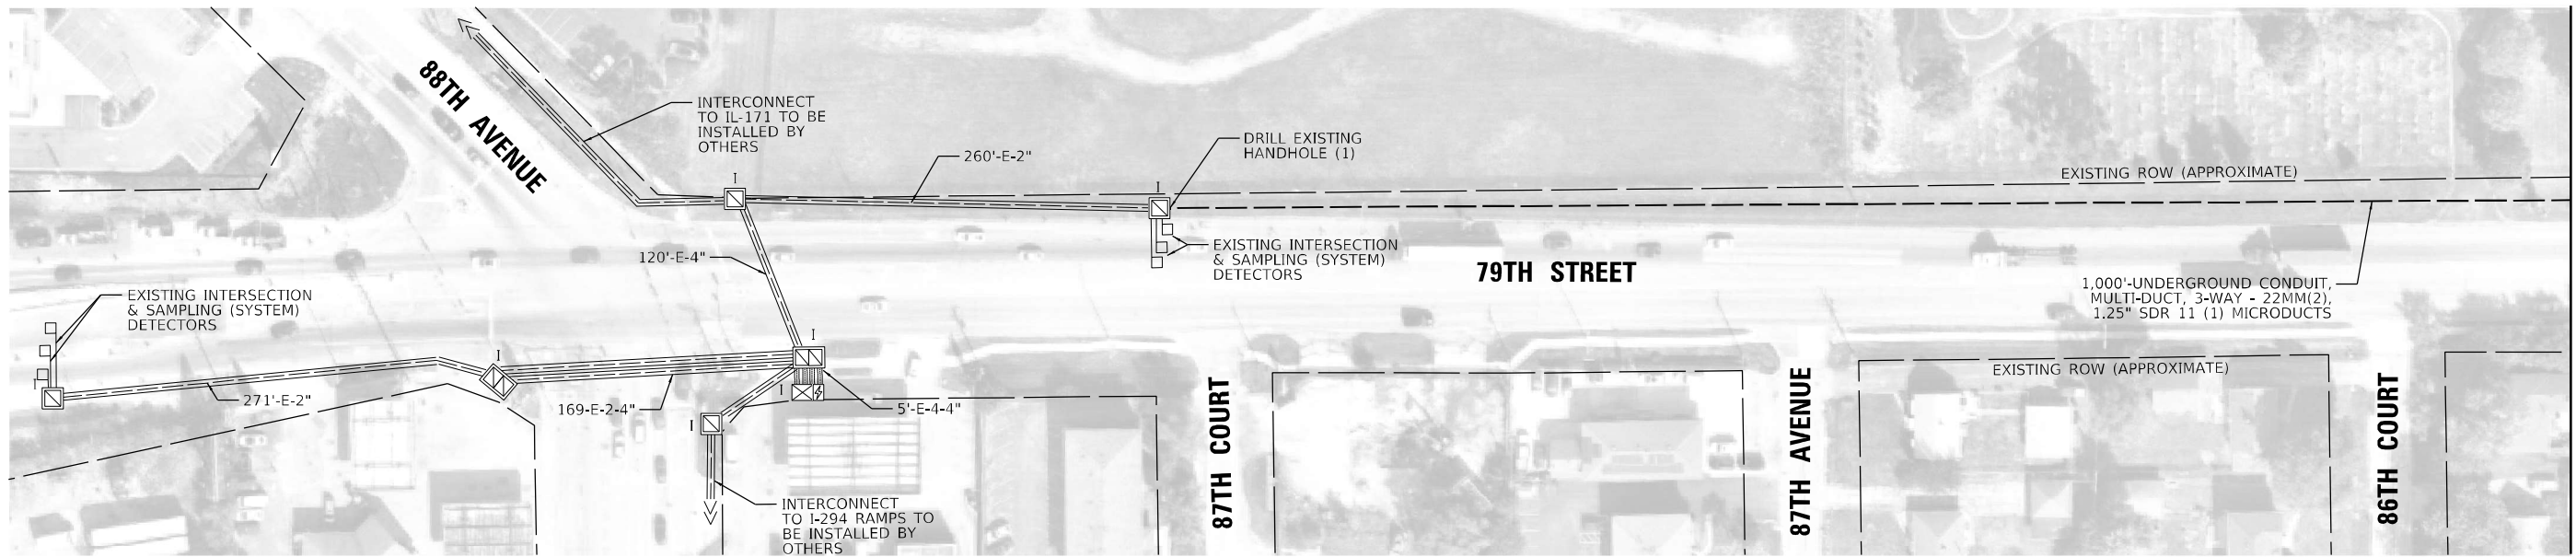 88TH AVENUE
INTERCONNECT
TO IL-171 TO BE
INSTALLED BY
OTHERS
I
260'-E-2"
DRILL EXISTING
HANDHOLE (1)
I
EXISTING ROW (APPROXIMATE)
120'-E-4"
EXISTING INTERSECTION
& SAMPLING (SYSTEM)
DETECTORS
79TH STREET
1,000'-UNDERGROUND CONDUIT,
MULTI-DUCT, 3-WAY - 22MM(2),
1.25" SDR 11 (1) MICRODUCTS
EXISTING INTERSECTION
& SAMPLING (SYSTEM)
DETECTORS
I
I
I
271'-E-2"
169-E-2-4"
I
5'-E-4-4"
I
EXISTING ROW (APPROXIMATE)
INTERCONNECT
TO I-294 RAMPS TO
BE INSTALLED BY
OTHERS
87TH COURT
87TH AVENUE
86TH COURT